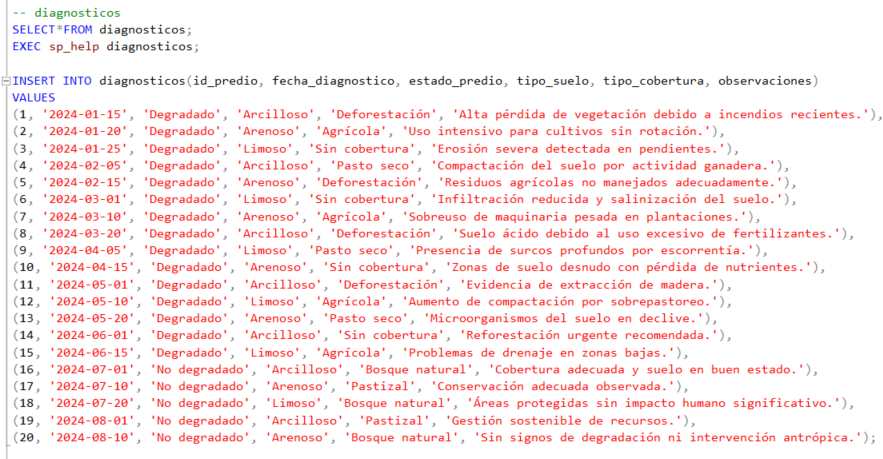 -- diagnosticos
SELECT*FROM diagnosticos;
EXEC sp_help diagnosticos;
INSERT INTO diagnosticos(id_predio, fecha_diagnostico, estado_predio, tipo_suelo, tipo_cobertura, observaciones)
VALUES
(1, '2024-01-15', 'Degradado', 'Arcilloso', 'Deforestación', 'Alta pérdida de vegetación debido a incendios recientes.'),
(2, '2024-01-20', 'Degradado', 'Arenoso', 'Agrícola', 'Uso intensivo para cultivos sin rotación.'),
(3, '2024-01-25', 'Degradado', 'Limoso', 'Sin cobertura', 'Erosión severa detectada en pendientes.'),
(4, '2024-02-05', 'Degradado', 'Arcilloso', 'Pasto seco', 'Compactación del suelo por actividad ganadera.'),
(5, '2024-02-15', 'Degradado', 'Arenoso', 'Deforestación', 'Residuos agrícolas no manejados adecuadamente.'),
(6, '2024-03-01', 'Degradado', 'Limoso', 'Sin cobertura', 'Infiltración reducida y salinización del suelo.'),
(7, '2024-03-10', 'Degradado', 'Arenoso', 'Agrícola', 'Sobreuso de maquinaria pesada en plantaciones.'),
(8, '2024-03-20', 'Degradado', 'Arcilloso', 'Deforestación', 'Suelo ácido debido al uso excesivo de fertilizantes.'),
(9, '2024-04-05', 'Degradado', 'Limoso', 'Pasto seco', 'Presencia de surcos profundos por escorrentía.'),
(10, '2024-04-15', 'Degradado', 'Arenoso', 'Sin cobertura', 'Zonas de suelo desnudo con pérdida de nutrientes.'),
(11, '2024-05-01', 'Degradado', 'Arcilloso', 'Deforestación', 'Evidencia de extracción de madera.'),
(12, '2024-05-10', 'Degradado', 'Limoso', 'Agrícola', 'Aumento de compactación por sobrepastoreo.'),
(13, '2024-05-20', 'Degradado', 'Arenoso', 'Pasto seco', 'Microorganismos del suelo en declive.'),
(14, '2024-06-01', 'Degradado', 'Arcilloso', 'Sin cobertura', 'Reforestación urgente recomendada.'),
(15, '2024-06-15', 'Degradado', 'Limoso', 'Agrícola', 'Problemas de drenaje en zonas bajas.'),
(16, '2024-07-01', 'No degradado', 'Arcilloso', 'Bosque natural', 'Cobertura adecuada y suelo en buen estado.'),
(17, '2024-07-10', 'No degradado', 'Arenoso', 'Pastizal', 'Conservación adecuada observada.'),
(18, '2024-07-20', 'No degradado', 'Limoso', 'Bosque natural', 'Áreas protegidas sin impacto humano significativo.'),
(19, '2024-08-01', 'No degradado', 'Arcilloso', 'Pastizal', 'Gestión sostenible de recursos.'),
(20, '2024-08-10', 'No degradado', 'Arenoso', 'Bosque natural', 'Sin signos de degradación ni intervención antrópica.');